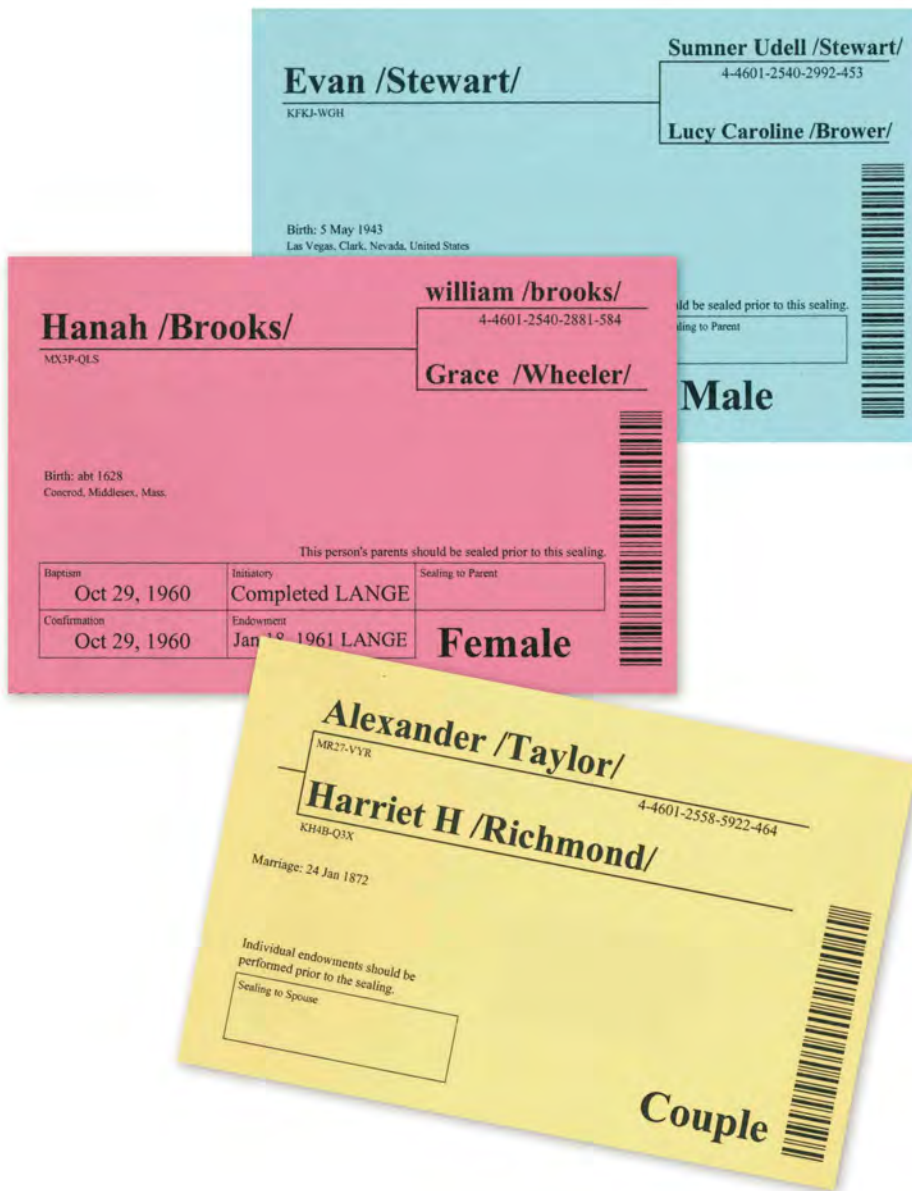 Evan /Stewart/
KFKJ-WGH
Sumner Udell /Stewart/
4-4601-2540-2992-453
Lucy Caroline /Brower/
Birth: 5 May 1943
Las Vegas, Clark, Nevada, United States
be sealed prior to this sealing.
to Parent
Male
Hanah /Brooks/
MX3P-QLS
william /brooks/
4-4601-2540-2881-584
Grace /Wheeler/
Birth: abt 1628
Concrod, Middlesex, Mass.
This person's parents should be sealed prior to this sealing.
Baptism
Oct 29, 1960
Initiatory
Completed LANGE
Sealing to Parent
Confirmation
Oct 29, 1960
Endowment
Jan 18, 1961 LANGE
Female
Alexander /Taylor/
MR27-VYR
4-4601-2558-5922-464
Harriet H /Richmond/
KH4B-Q3X
Marriage: 24 Jan 1872
Individual endowments should be
performed prior to the sealing.
Sealing to Spouse
Couple